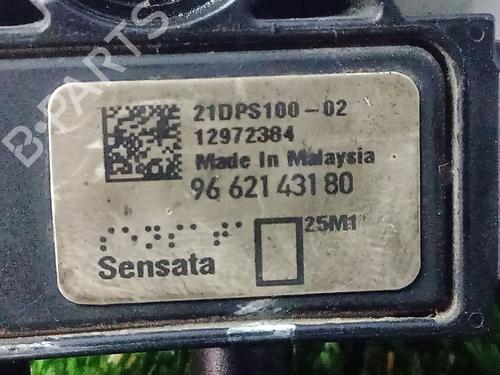 21DPS100-02
12972384
Made in Malaysia
96 621 431 80
25M1
Sensata
B-PARTS